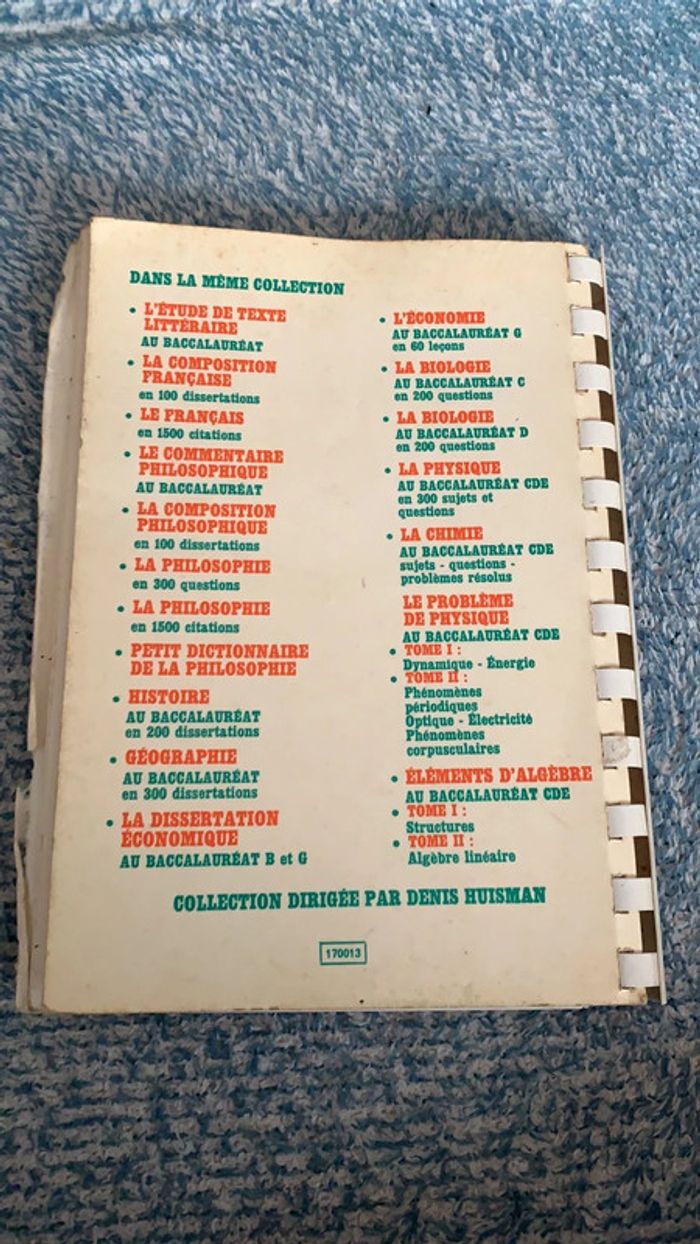 DANS LA MÊME COLLECTION
• L'ÉTUDE DE TEXTE
LITTÉRAIRE
AU BACCALAURÉAT
• LA COMPOSITION
FRANÇAISE
en 100 dissertations
• LE FRANÇAIS
en 1500 citations
• LE COMMENTAIRE
PHILOSOPHIQUE
AU BACCALAURÉAT
• LA COMPOSITION
PHILOSOPHIQUE
en 100 dissertations
• LA PHILOSOPHIE
en 300 questions
• LA PHILOSOPHIE
en 1500 citations
• PETIT DICTIONNAIRE
DE LA PHILOSOPHIE
• HISTOIRE
AU BACCALAURÉAT
en 200 dissertations
• GÉOGRAPHIE
AU BACCALAURÉAT
en 300 dissertations
• LA DISSERTATION
ÉCONOMIQUE
AU BACCALAURÉAT B et G
• L'ÉCONOMIE
AU BACCALAURÉAT G
en 60 leçons
• LA BIOLOGIE
AU BACCALAURÉAT C
en 200 questions
• LA BIOLOGIE
AU BACCALAURÉAT D
en 200 questions
• LA PHYSIQUE
AU BACCALAURÉAT CDE
en 300 sujets et
questions
• LA CHIMIE
AU BACCALAURÉAT CDE
sujets - questions -
problèmes résolus
LE PROBLÈME
DE PHYSIQUE
AU BACCALAURÉAT CDE
• TOME I :
Dynamique - Énergie
• TOME II :
Phénomènes
périodiques
Optique - Électricité
Phénomènes
corpusculaires
• ÉLÉMENTS D'ALGÈBRE
AU BACCALAURÉAT CDE
• TOME I :
Structures
• TOME II :
Algèbre linéaire
COLLECTION DIRIGÉE PAR DENIS HUISMAN
170013